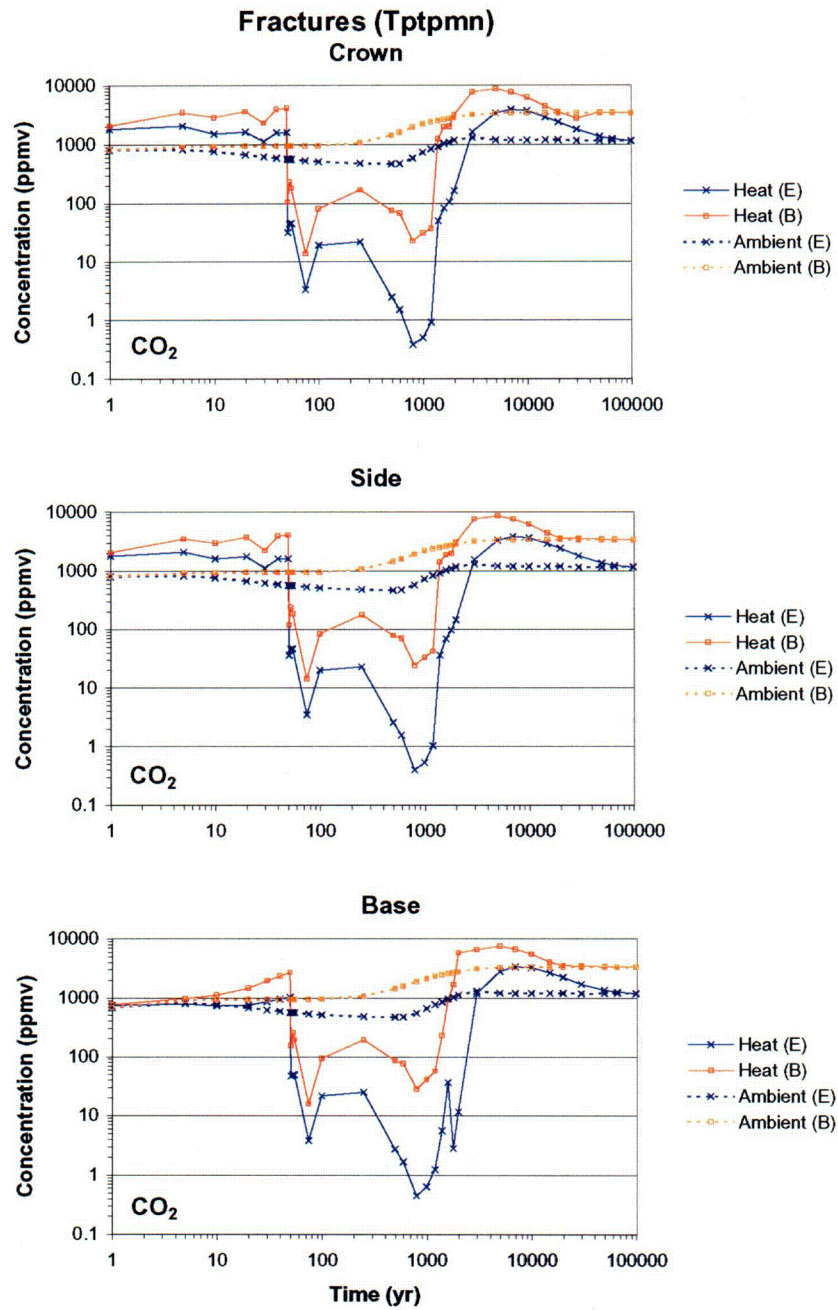 Fractures (Tptpmn)
Crown
Concentration (ppmv)
10000
1000
100
10
1
0.1
CO2
1 10 100 1000 10000 100000
Heat (E)
Heat (B)
Ambient (E)
Ambient (B)
Side
Concentration (ppmv)
10000
1000
100
10
1
0.1
CO2
1 10 100 1000 10000 100000
Heat (E)
Heat (B)
Ambient (E)
Ambient (B)
Base
Concentration (ppmv)
10000
1000
100
10
1
0.1
CO2
1 10 100 1000 10000 100000
Time (yr)
Heat (E)
Heat (B)
Ambient (E)
Ambient (B)